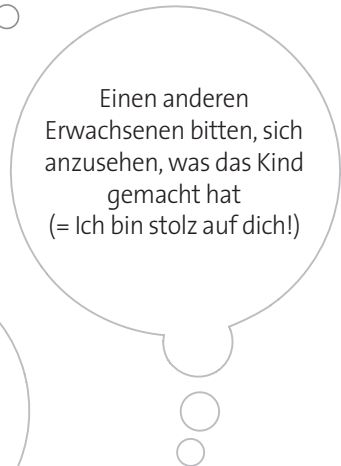 Einen anderen
Erwachsenen bitten, sich
anzusehen, was das Kind
gemacht hat
(= Ich bin stolz auf dich!)